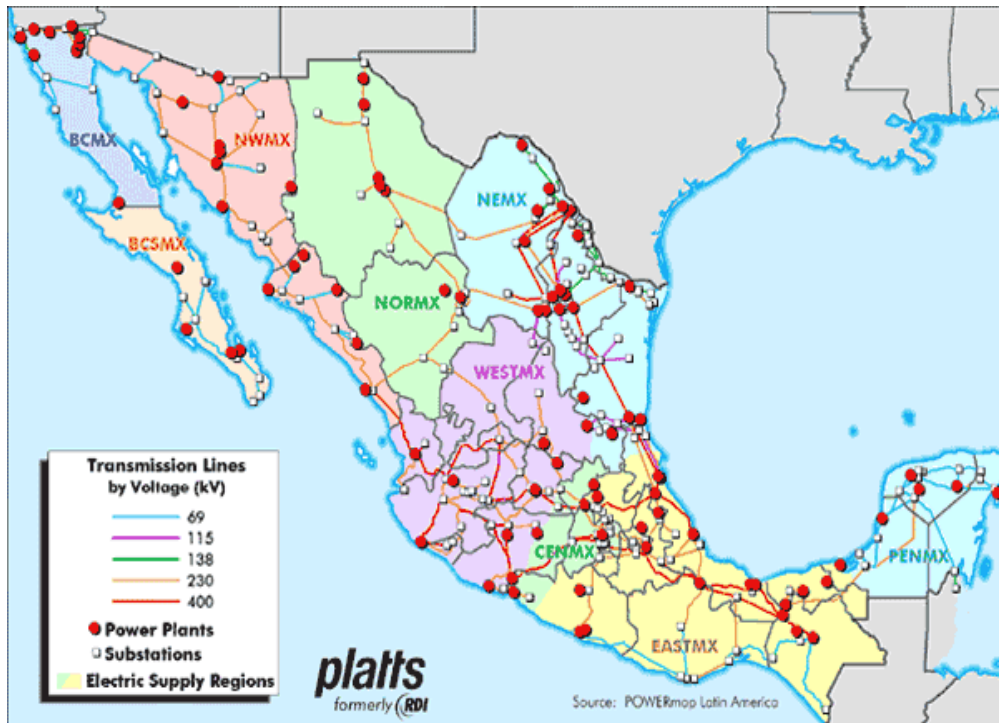 BCMX
NWMX
NEMX
BCSMX
NORMX
WESTMX
CENMX
PENMX
EASTMX
Transmission Lines
by Voltage (kV)
69
115
138
230
400
Power Plants
Substations
Electric Supply Regions
platts
formerly RDI
Source: POWERmap Latin America